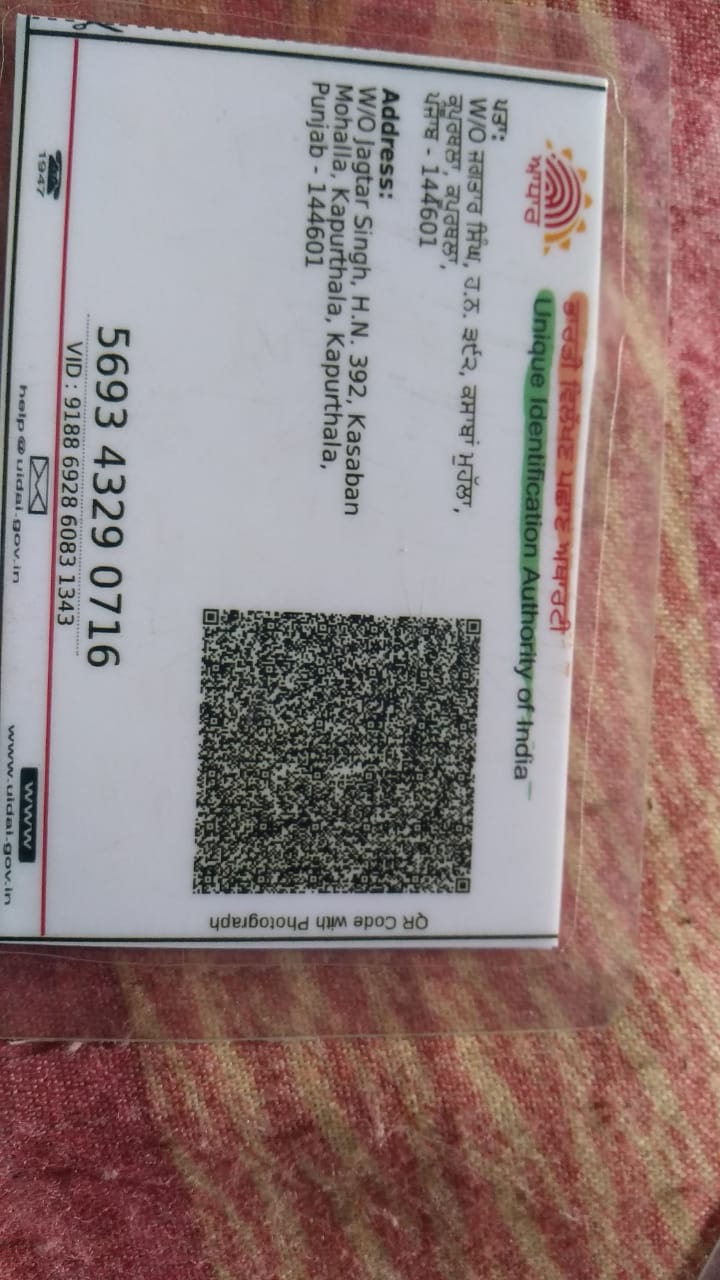 ਭਾਰਤੀ ਵਿਲੱਖਣ ਪਛਾਣ ਅਥਾਰਟੀ
Unique Identification Authority of India
ਆਧਾਰ
ਪਤਾ:
W/O ਜਗਤਾਰ ਸਿੰਘ, ਹ.ਨ. ੩੯੨, ਕਸਾਬਾਂ ਮੁਹੱਲਾ,
ਕਪੂਰਥਲਾ, ਕਪੂਰਥਲਾ,
ਪੰਜਾਬ - 144601
Address:
W/O Jagtar Singh, H.N. 392, Kasaban
Mohalla, Kapurthala, Kapurthala,
Punjab - 144601
QR Code with Photograph
5693 4329 0716
VID : 9188 6928 6083 1343
1947
help@uidai.gov.in
www
www.uidai.gov.in